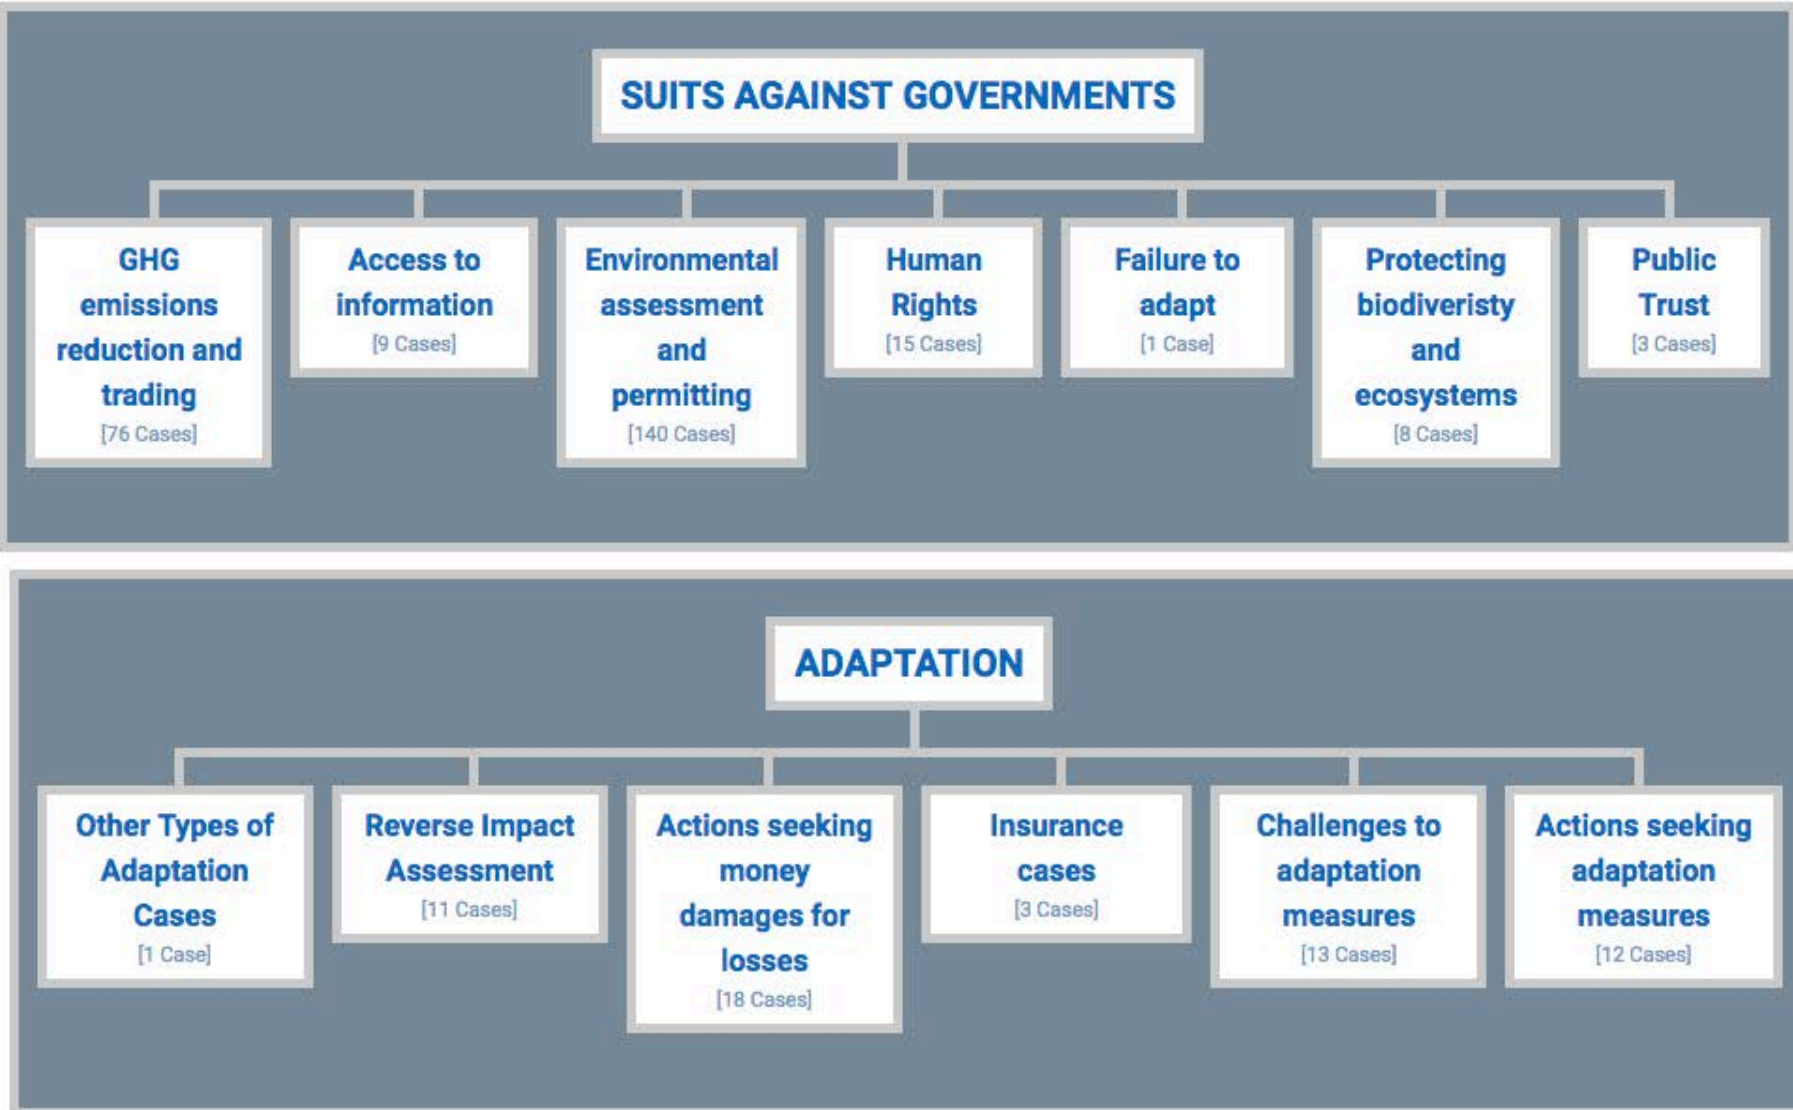 SUITS AGAINST GOVERNMENTS
GHG
emissions
reduction and
trading
[76 Cases]
Access to
information
[9 Cases]
Environmental
assessment
and
permitting
[140 Cases]
Human
Rights
[15 Cases]
Failure to
adapt
[1 Case]
Protecting
biodiveristy
and
ecosystems
[8 Cases]
Public
Trust
[3 Cases]
ADAPTATION
Other Types of
Adaptation
Cases
[1 Case]
Reverse Impact
Assessment
[11 Cases]
Actions seeking
money
damages for
losses
[18 Cases]
Insurance
cases
[3 Cases]
Challenges to
adaptation
measures
[13 Cases]
Actions seeking
adaptation
measures
[12 Cases]